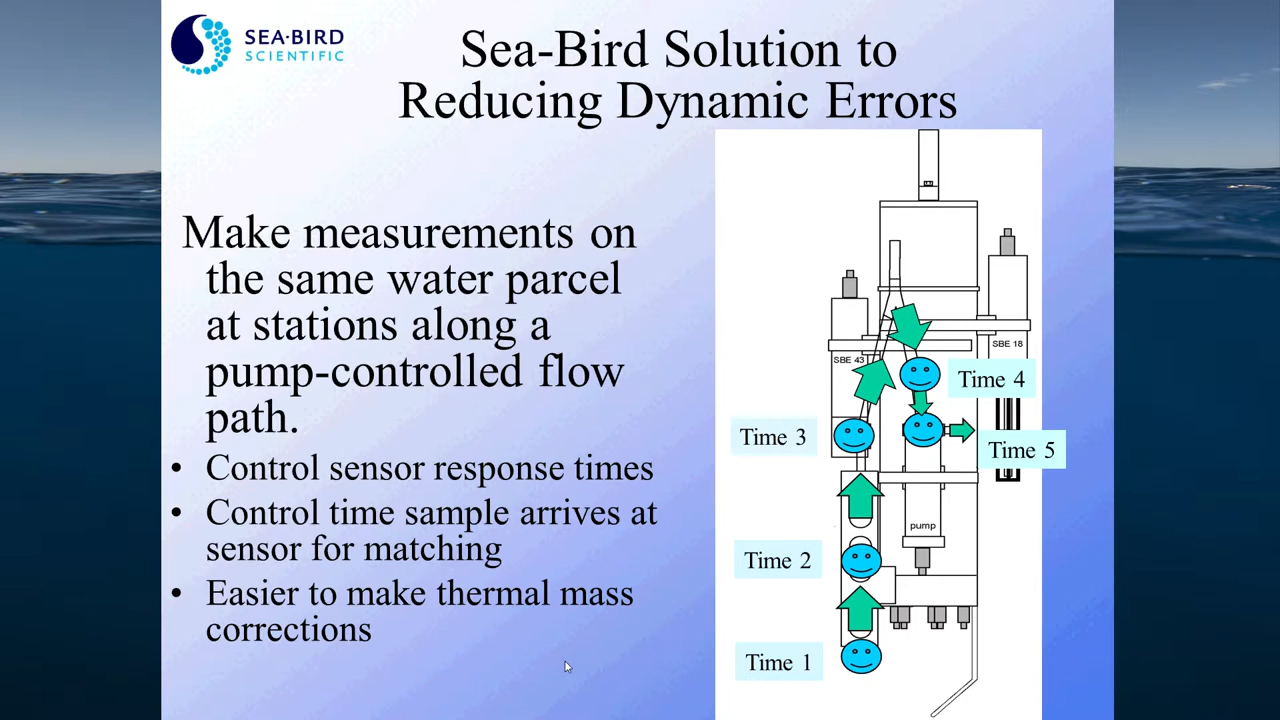 SEA-BIRD
SCIENTIFIC
Sea-Bird Solution to
Reducing Dynamic Errors
Make measurements on
the same water parcel
at stations along a
pump-controlled flow
path.
• Control sensor response times
• Control time sample arrives at
sensor for matching
• Easier to make thermal mass
corrections
SBE 43
SBE 18
Time 4
Time 3
Time 5
pump
Time 2
Time 1